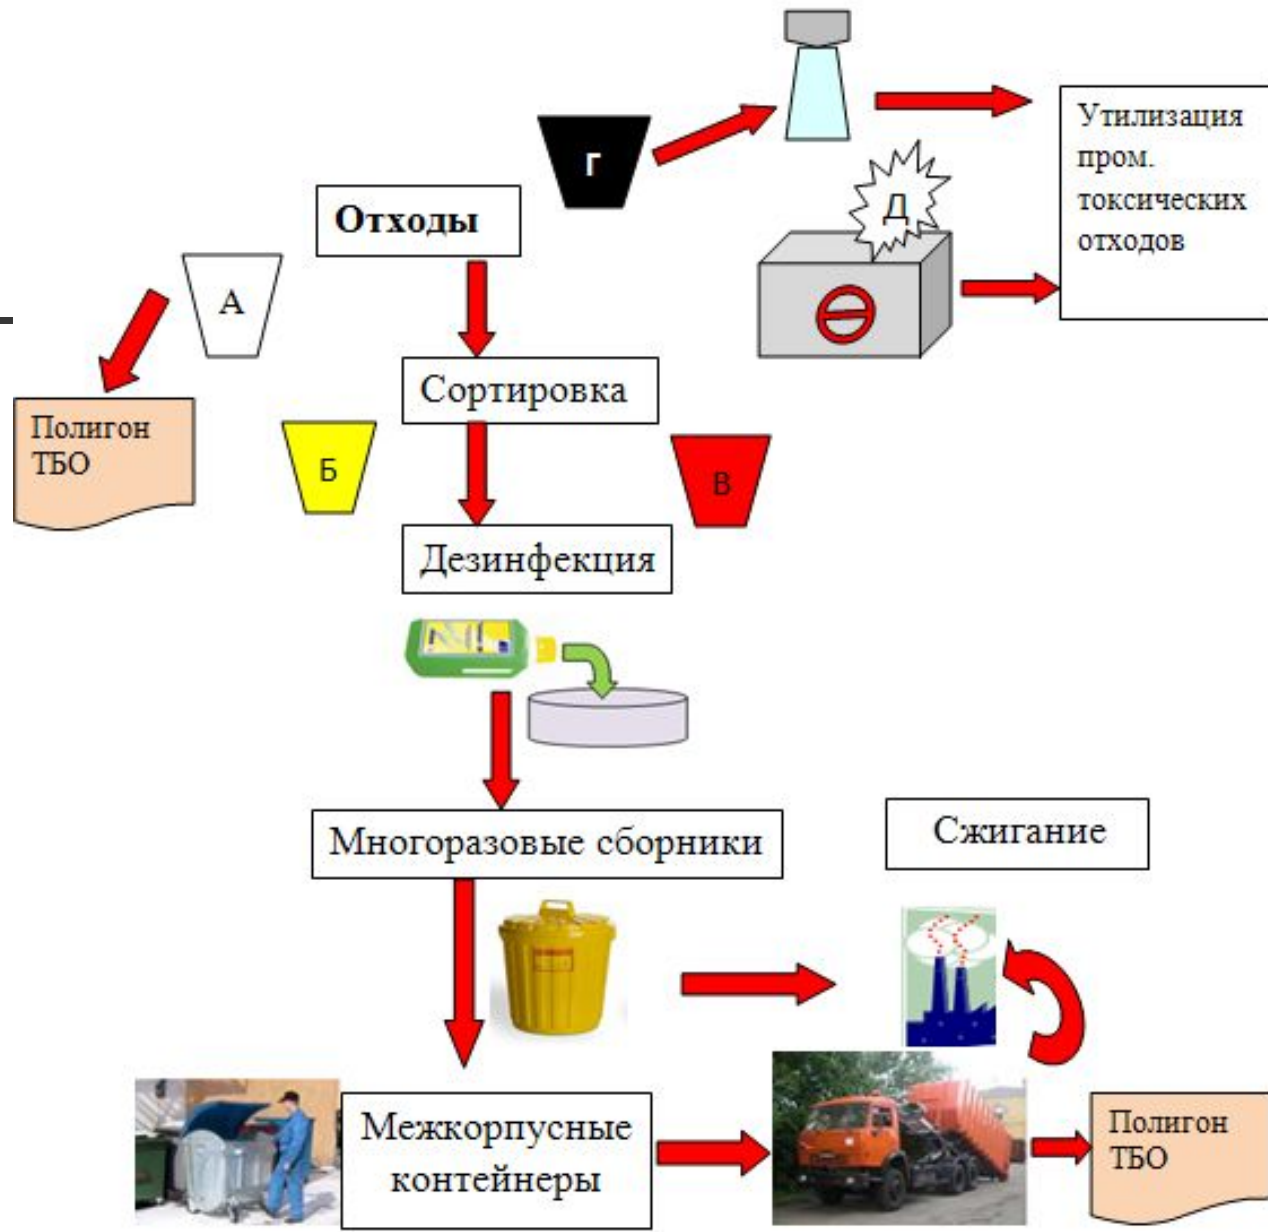 Г
Утилизация
пром.
токсических
отходов
Д
Отходы
А
Сортировка
Полигон
ТБО
Б
В
Дезинфекция
Многоразовые сборники
Сжигание
Межкорпусные
контейнеры
Полигон
ТБО